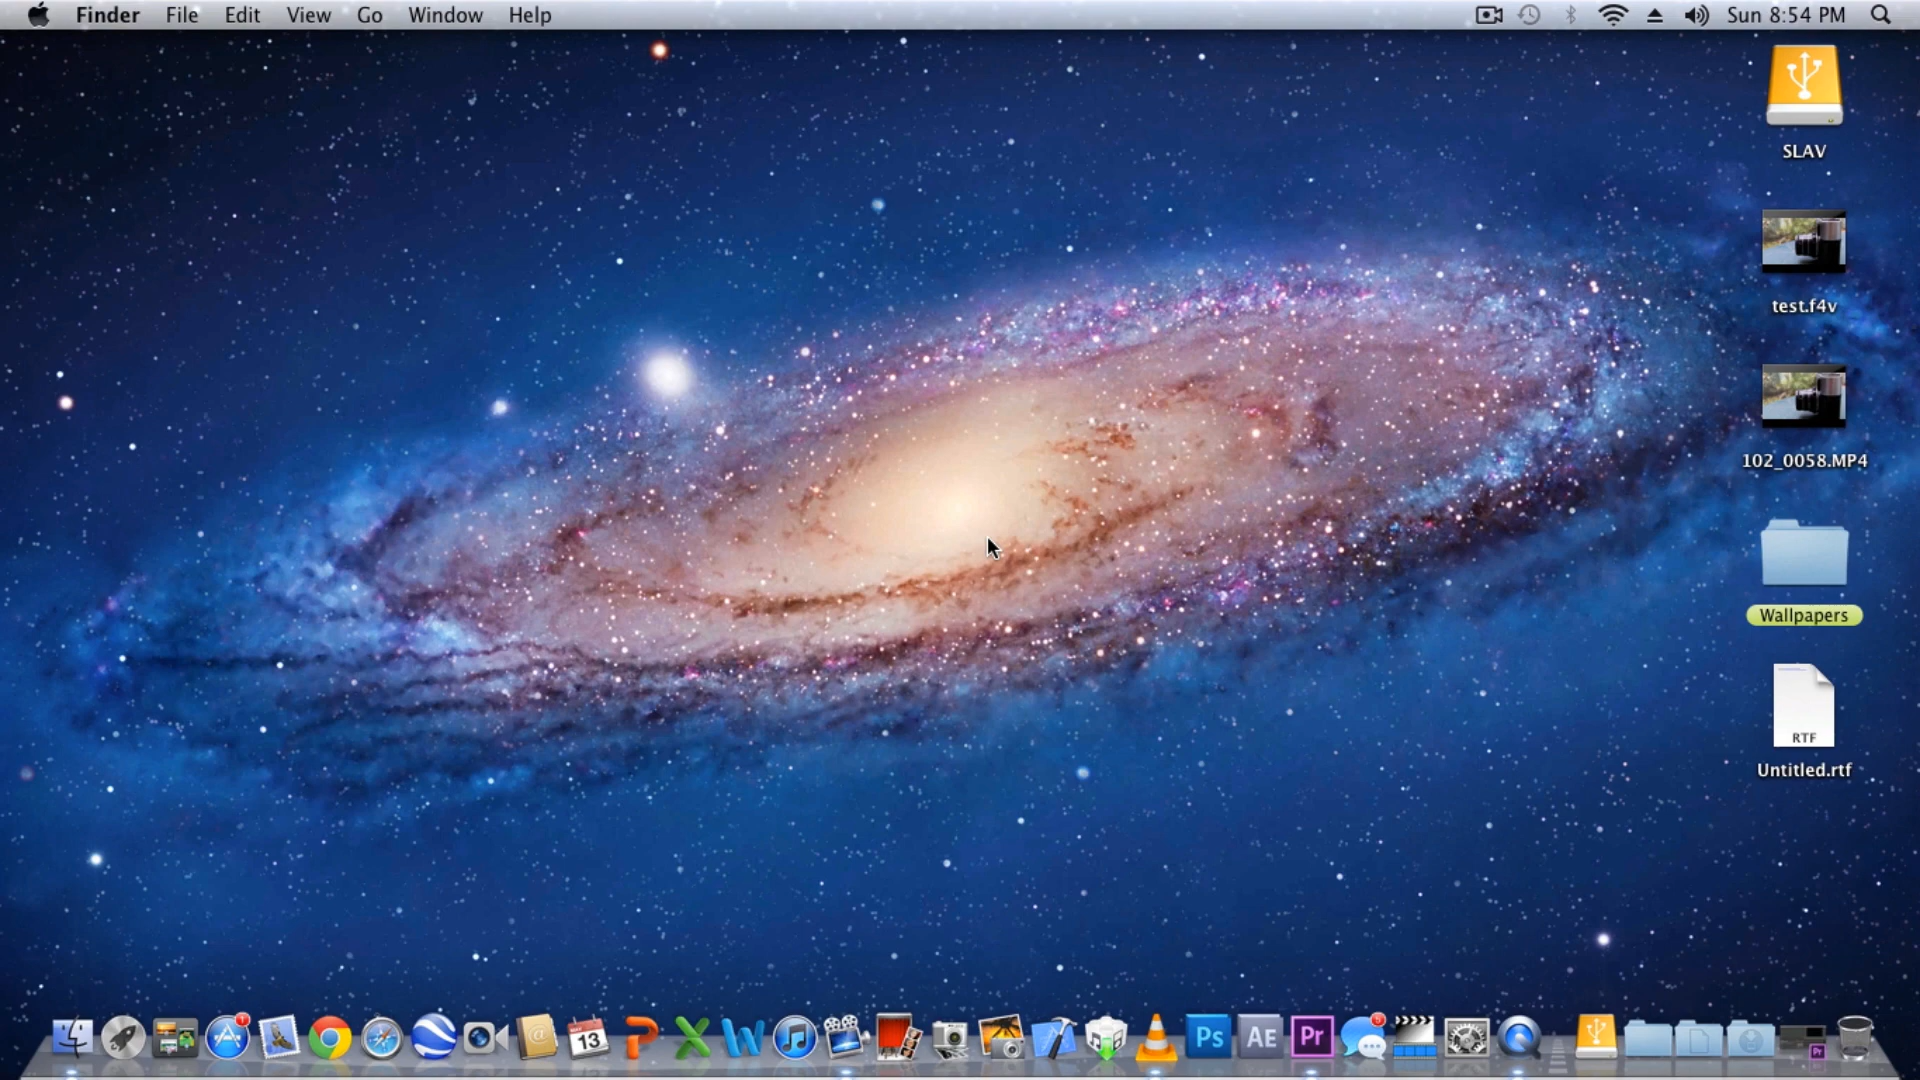 Finder File Edit View Go Window Help Sun 8:54 PM
SLAV
test.f4v
102_0058.MP4
Wallpapers
RTF
Untitled.rtf
13
Ps
AE
Pr
Pr